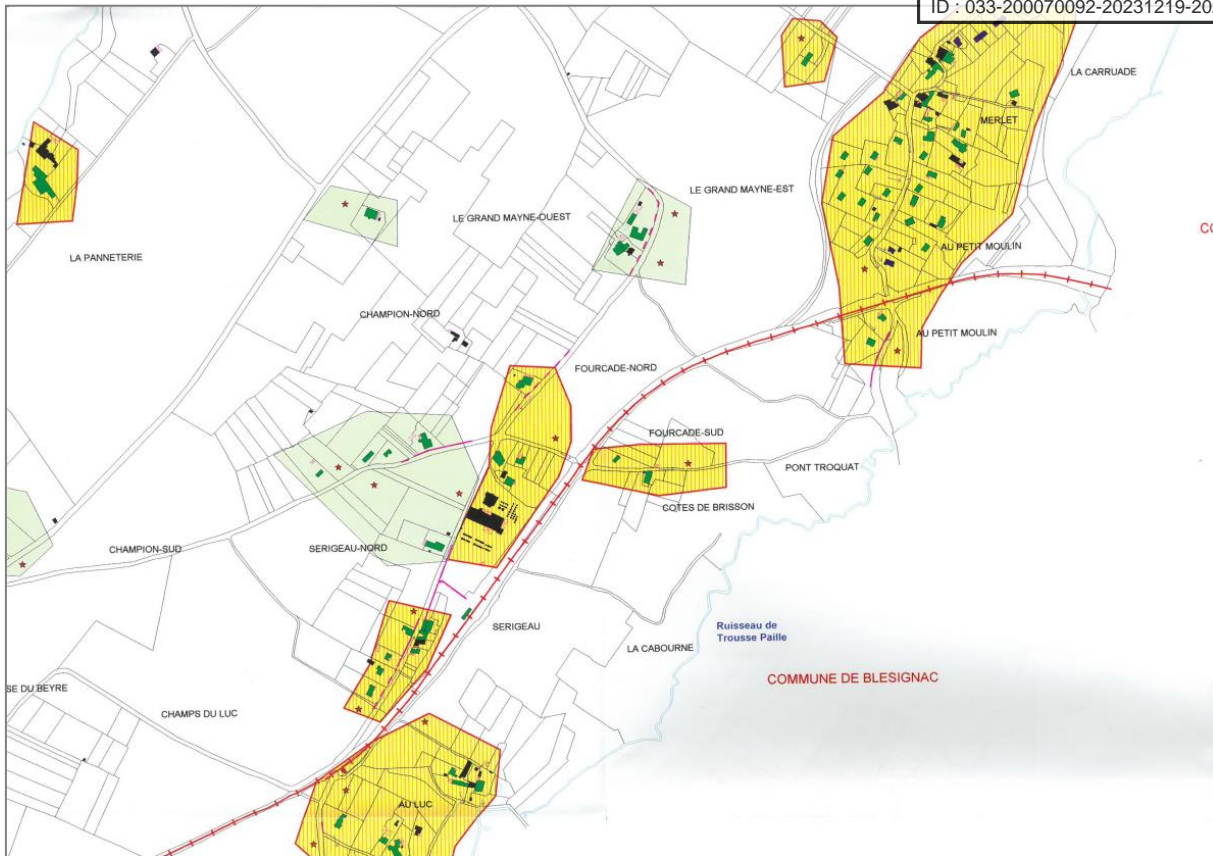 ID : 033-200070092-20231219-202
LA CARRUADE
MERLET
LE GRAND MAYNE-EST
LE GRAND MAYNE-OUEST
AU PETIT MOULIN
LA PANNETERIE
CHAMPION-NORD
AU PETIT MOULIN
FOURCADE-NORD
FOURCADE-SUD
PONT TROQUAT
COTES DE BRISSON
CHAMPION-SUD
SERIGEAU-NORD
SERIGEAU
Ruisseau de
Trousse Paille
LA CABOURNE
COMMUNE DE BLESIGNAC
SE DU BEYRE
CHAMPS DU LUC
AU LUC